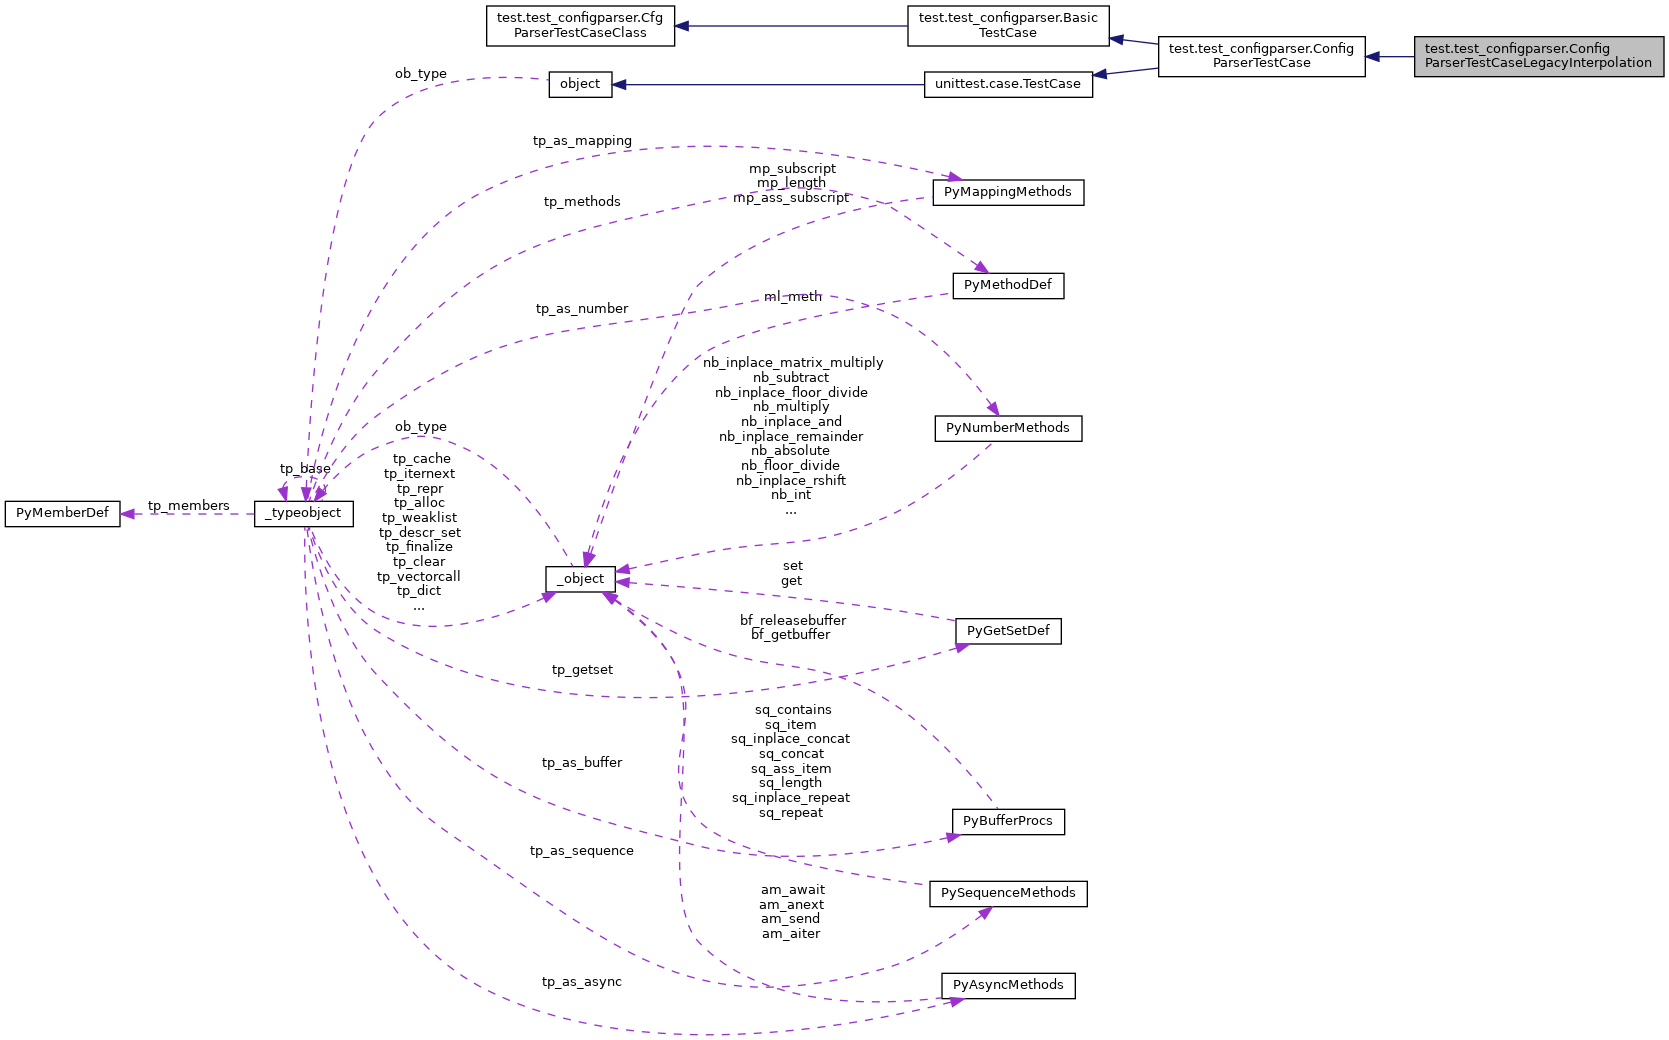 test.test_configparser.Cfg
ParserTestCaseClass
test.test_configparser.Basic
TestCase
test.test_configparser.Config
ParserTestCase
test.test_configparser.Config
ParserTestCaseLegacyInterpolation
ob_type
object
unittest.case.TestCase
tp_as_mapping
mp_subscript
mp_length
mp_ass_subscript
PyMappingMethods
tp_methods
PyMethodDef
tp_as_number
ml_meth
nb_inplace_matrix_multiply
nb_subtract
nb_inplace_floor_divide
nb_multiply
nb_inplace_and
nb_inplace_remainder
nb_absolute
nb_floor_divide
nb_inplace_rshift
nb_int
...
PyNumberMethods
ob_type
tp_base
tp_cache
tp_iternext
tp_repr
tp_alloc
tp_weaklist
tp_descr_set
tp_finalize
tp_clear
tp_vectorcall
tp_dict
...
PyMemberDef
tp_members
_typeobject
_object
set
get
PyGetSetDef
bf_releasebuffer
bf_getbuffer
tp_getset
sq_contains
sq_item
sq_inplace_concat
sq_concat
sq_ass_item
sq_length
sq_inplace_repeat
sq_repeat
tp_as_buffer
PyBufferProcs
tp_as_sequence
PySequenceMethods
am_await
am_anext
am_send
am_aiter
tp_as_async
PyAsyncMethods